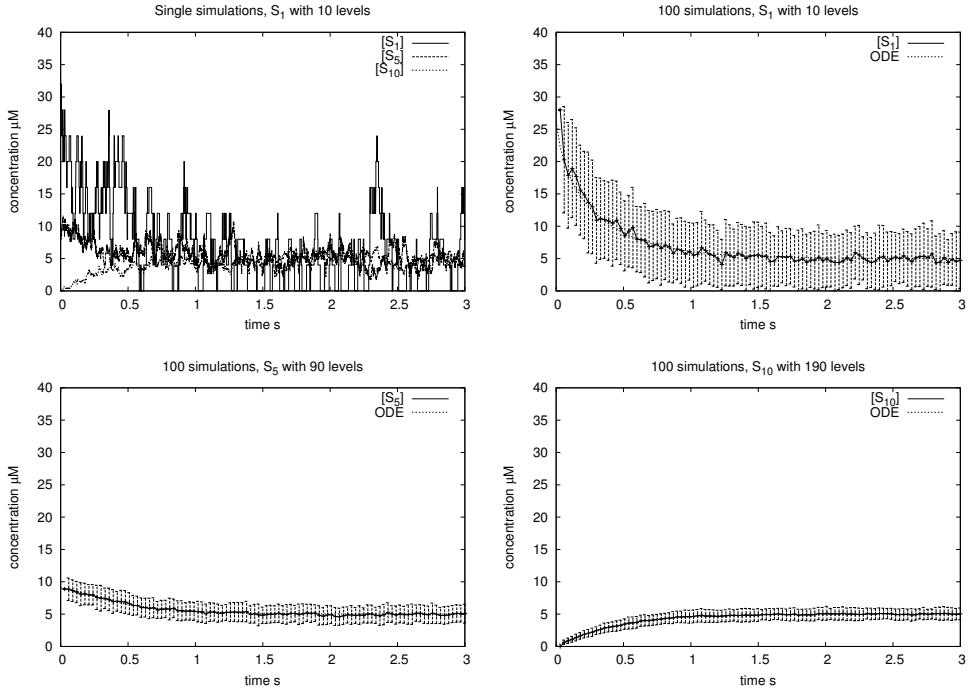 Single simulations, S1 with 10 levels
40
35
30
25
20
15
10
5
0
0 0.5 1 1.5 2 2.5 3
concentration μM
time s
[S1]
[S5]
[S10]
100 simulations, S1 with 10 levels
40
35
30
25
20
15
10
5
0
0 0.5 1 1.5 2 2.5 3
concentration μM
time s
[S1]
ODE
100 simulations, S5 with 90 levels
40
35
30
25
20
15
10
5
0
0 0.5 1 1.5 2 2.5 3
concentration μM
time s
[S5]
ODE
100 simulations, S10 with 190 levels
40
35
30
25
20
15
10
5
0
0 0.5 1 1.5 2 2.5 3
concentration μM
time s
[S10]
ODE